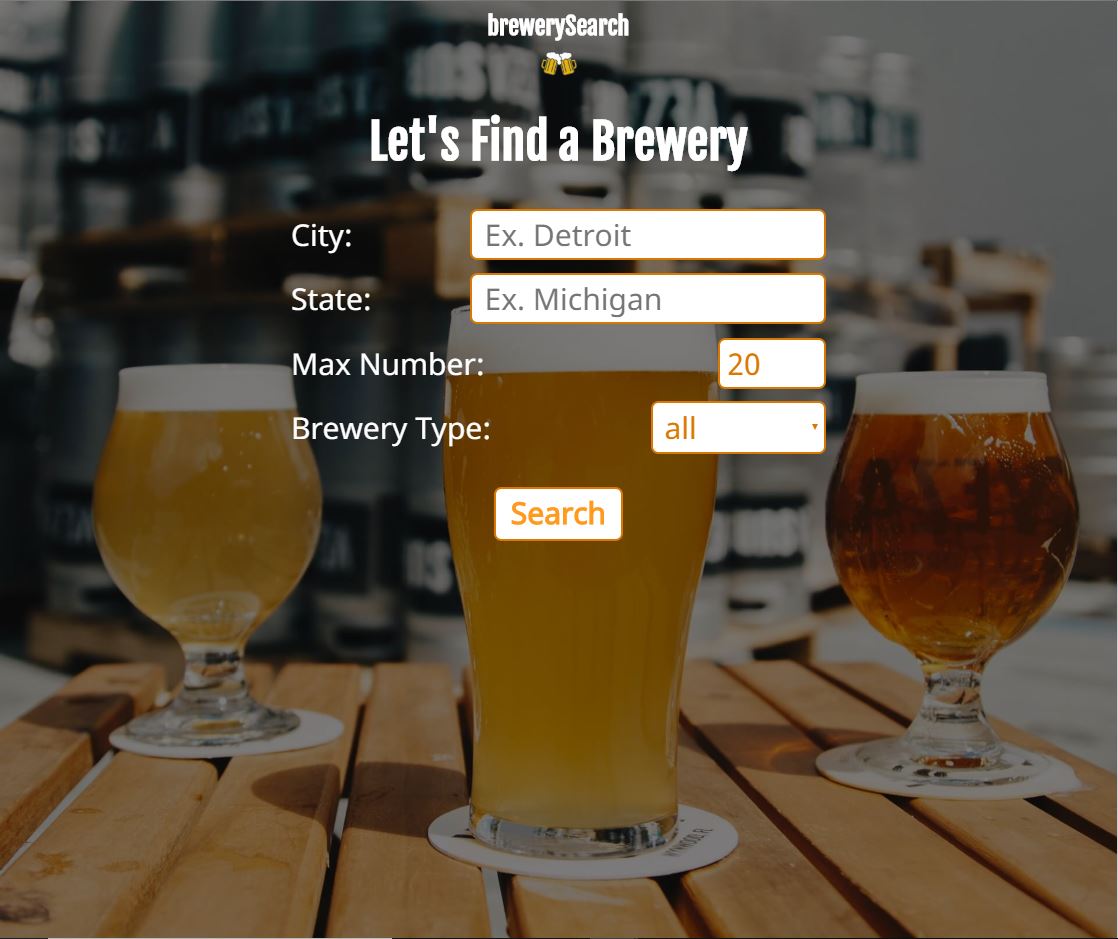 brewerySearch
Let's Find a Brewery
City: Ex. Detroit
State: Ex. Michigan
Max Number: 20
Brewery Type: all
Search